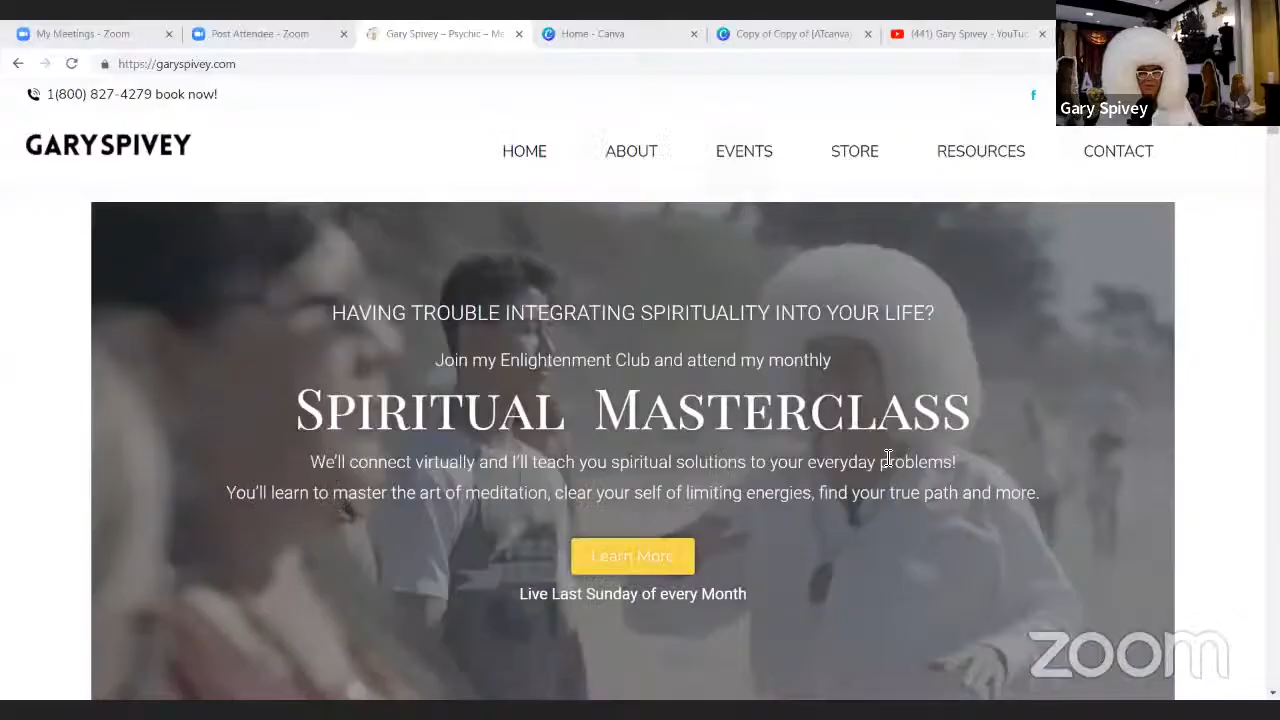 My Meetings - Zoom
Post Attendee - Zoom
Gary Spivey – Psychic – Me
Home - Canva
Copy of Copy of [ATcanva]
(441) Gary Spivey - YouTuc
https://garyspivey.com
1(800) 827-4279 book now!
f
Gary Spivey
GARY SPIVEY
HOME
ABOUT
EVENTS
STORE
RESOURCES
CONTACT
HAVING TROUBLE INTEGRATING SPIRITUALITY INTO YOUR LIFE?
Join my Enlightenment Club and attend my monthly
SPIRITUAL MASTERCLASS
We'll connect virtually and I'll teach you spiritual solutions to your everyday problems!
You'll learn to master the art of meditation, clear your self of limiting energies, find your true path and more.
Learn More
Live Last Sunday of every Month
zoom